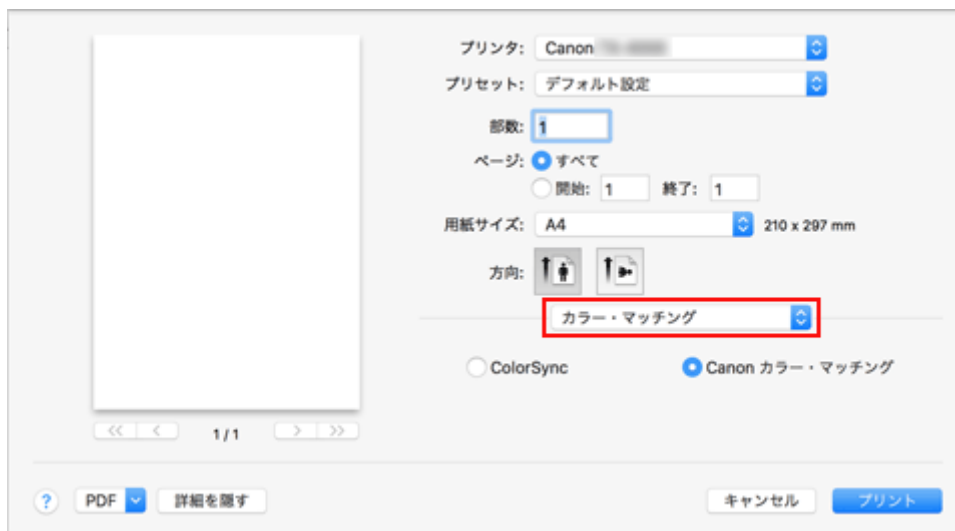 プリンタ: Canon
プリセット: デフォルト設定
部数: 1
ページ: すべて
開始: 1 終了: 1
用紙サイズ: A4 210 x 297 mm
方向:
カラー・マッチング
ColorSync Canon カラー・マッチング
<< < 1 / 1 > >>
? PDF 詳細を隠す キャンセル プリント